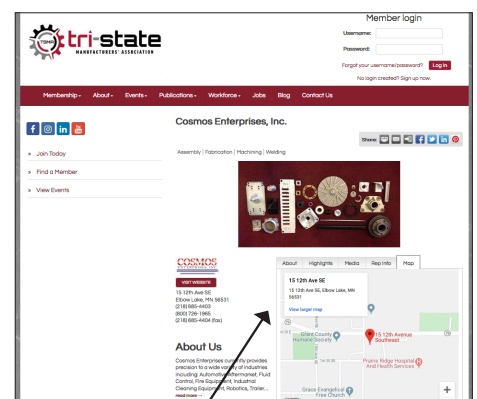 Member login
Username:
TSMA
tri-state
MANUFACTURERS' ASSOCIATION
Password:
Forgot your username/password? Log In
No login created? Sign up now.
Membership Jobs About Events Publications Workforce Blog Contact Us
Cosmos Enterprises, Inc.
Share:
Assembly | Fabrication | Machining | Welding
» Join Today
» Find a Member
» View Events
COSMOS
ENTERPRISES, INC.
VISIT WEBSITE
15 12th Ave SE
Elbow Lake, MN 56531
(218) 685-4403
(800) 726-1965
(218) 685-4404 (fax)
About Us
Cosmos Enterprises currently provides
precision to a wide variety of industries
including: Automotive Aftermarket, Fluid
Control, Fire Equipment, Industrial
Cleaning Equipment, Robotics, Trailer...
read more →
About Highlights Media Rep Info Map
15 12th Ave SE
15 12th Ave SE, Elbow Lake, MN
56531
View larger map
Grant County
Humane Society
15 12th Avenue
Southeast
79
Prairie Ridge Hospital
And Health Services
Grace Evangelical
Free Church
+